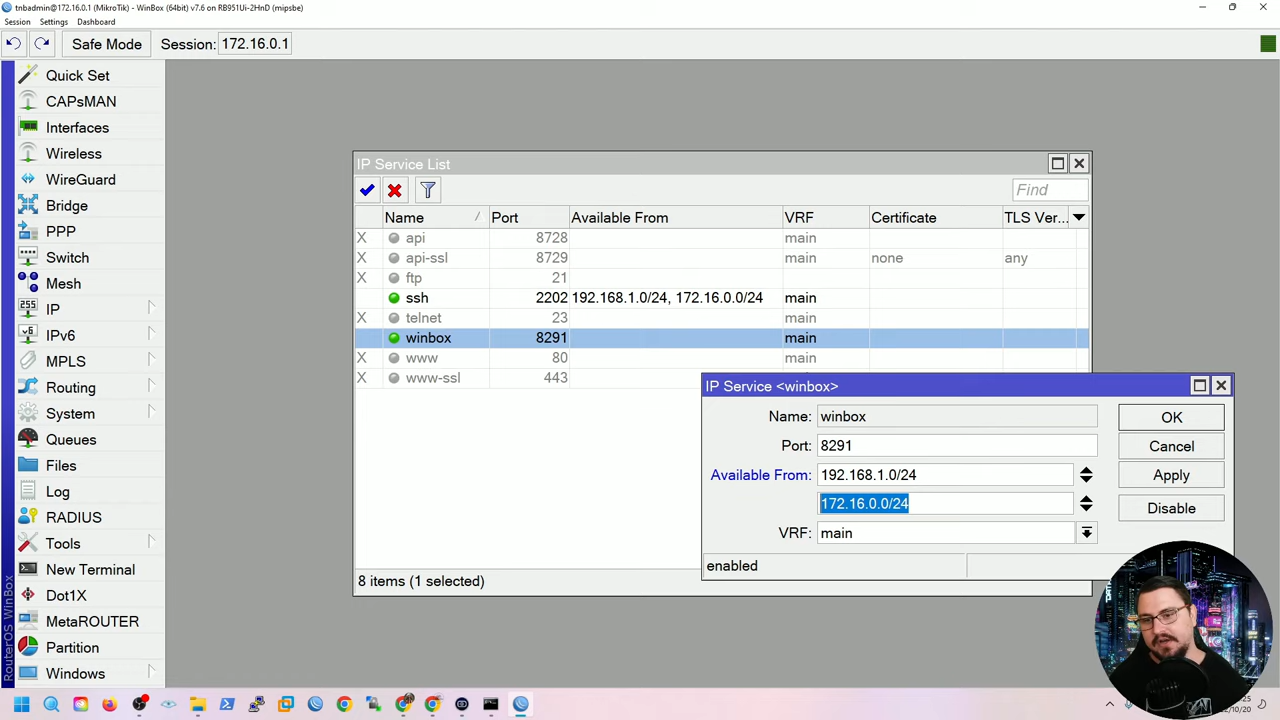 tnbadmin@172.16.0.1 (MikroTik) - WinBox (64bit) v7.6 on RB951Ui-2HnD (mipsbe)
Session Settings Dashboard
Safe Mode Session: 172.16.0.1
Quick Set
CAPsMAN
Interfaces
Wireless
WireGuard
Bridge
PPP
Switch
Mesh
IP
IPv6
MPLS
Routing
System
Queues
Files
Log
RADIUS
Tools
New Terminal
Dot1X
MetaROUTER
Partition
Windows
RouterOS WinBox
IP Service List
Find
Name Port Available From VRF Certificate TLS Ver...
X api 8728 main
X api-ssl 8729 main none any
X ftp 21 main
ssh 2202 192.168.1.0/24, 172.16.0.0/24 main
X telnet 23 main
winbox 8291 main
X www 80 main
X www-ssl 443
8 items (1 selected)
IP Service <winbox>
Name: winbox
Port: 8291
Available From: 192.168.1.0/24
172.16.0.0/24
VRF: main
enabled
OK
Cancel
Apply
Disable